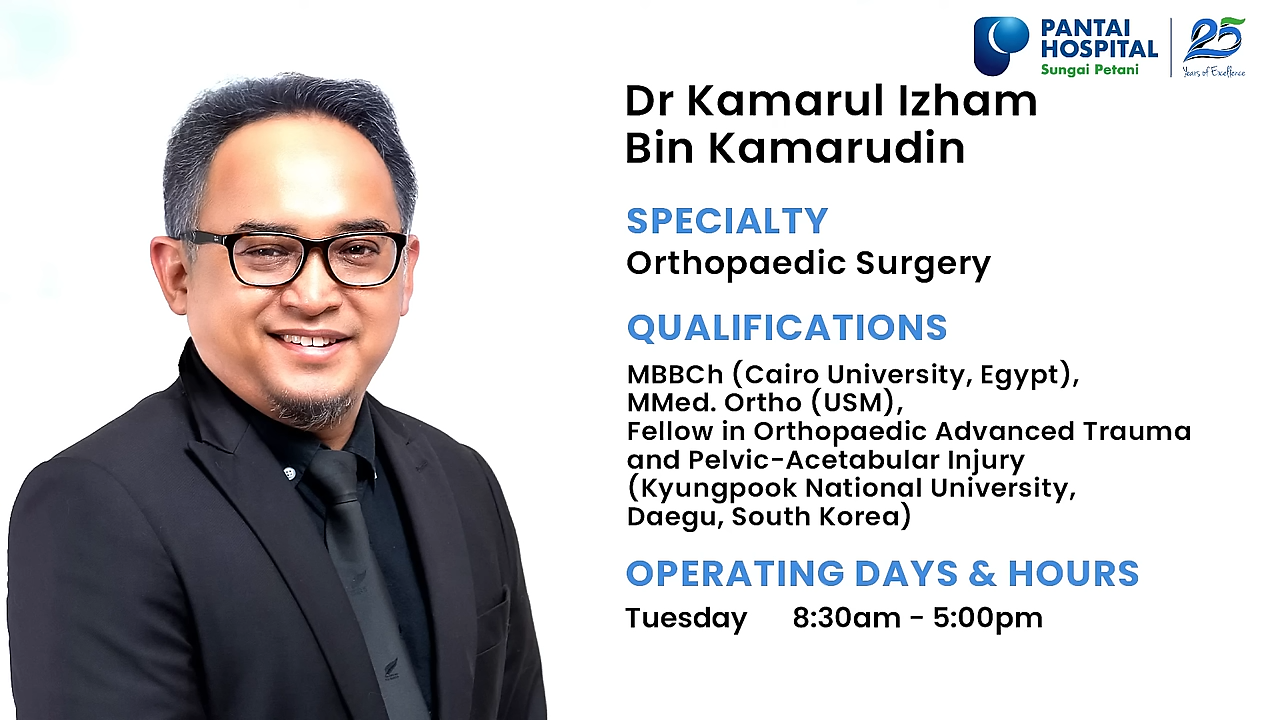 PANTAI
HOSPITAL
Sungai Petani
25
Years of Excellence
Dr Kamarul Izham
Bin Kamarudin
SPECIALTY
Orthopaedic Surgery
QUALIFICATIONS
MBBCh (Cairo University, Egypt),
MMed. Ortho (USM),
Fellow in Orthopaedic Advanced Trauma
and Pelvic-Acetabular Injury
(Kyungpook National University,
Daegu, South Korea)
OPERATING DAYS & HOURS
Tuesday 8:30am - 5:00pm